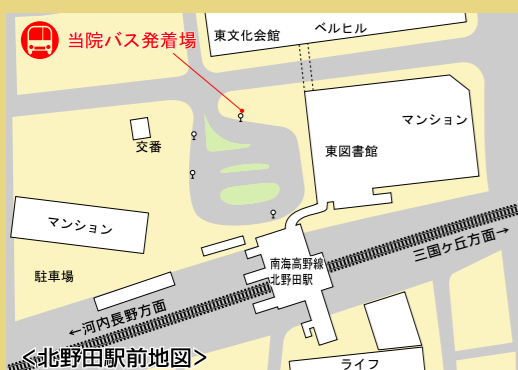 当院バス発着場
東文化会館
ベルヒル
マンション
東図書館
交番
マンション
駐車場
南海高野線
北野田駅
三国ケ丘方面→
←河内長野方面
<北野田駅前地図>
ライフ